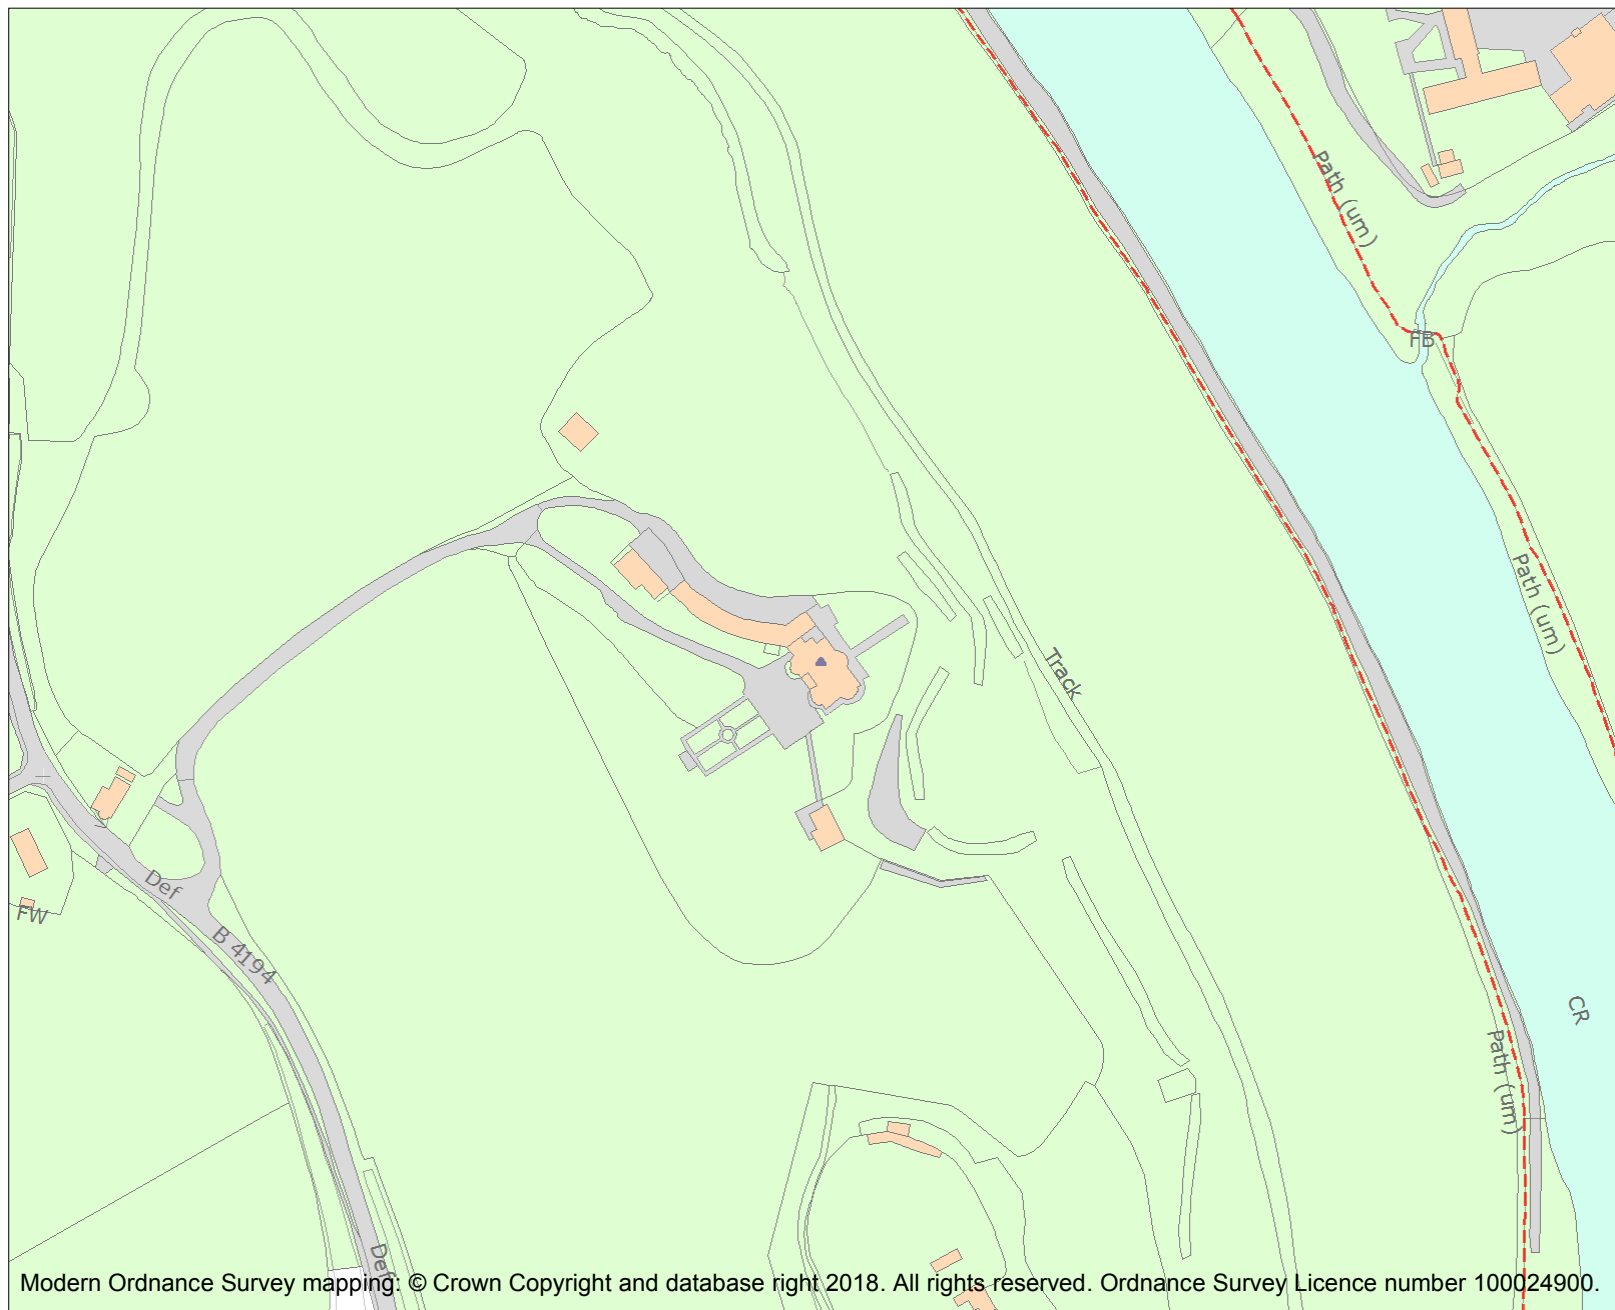 Path (um)
FB
Path (um)
Track
Def
FW
B 4194
CR
Path (um)
Def
Modern Ordnance Survey mapping: © Crown Copyright and database right 2018. All rights reserved. Ordnance Survey Licence number 100024900.